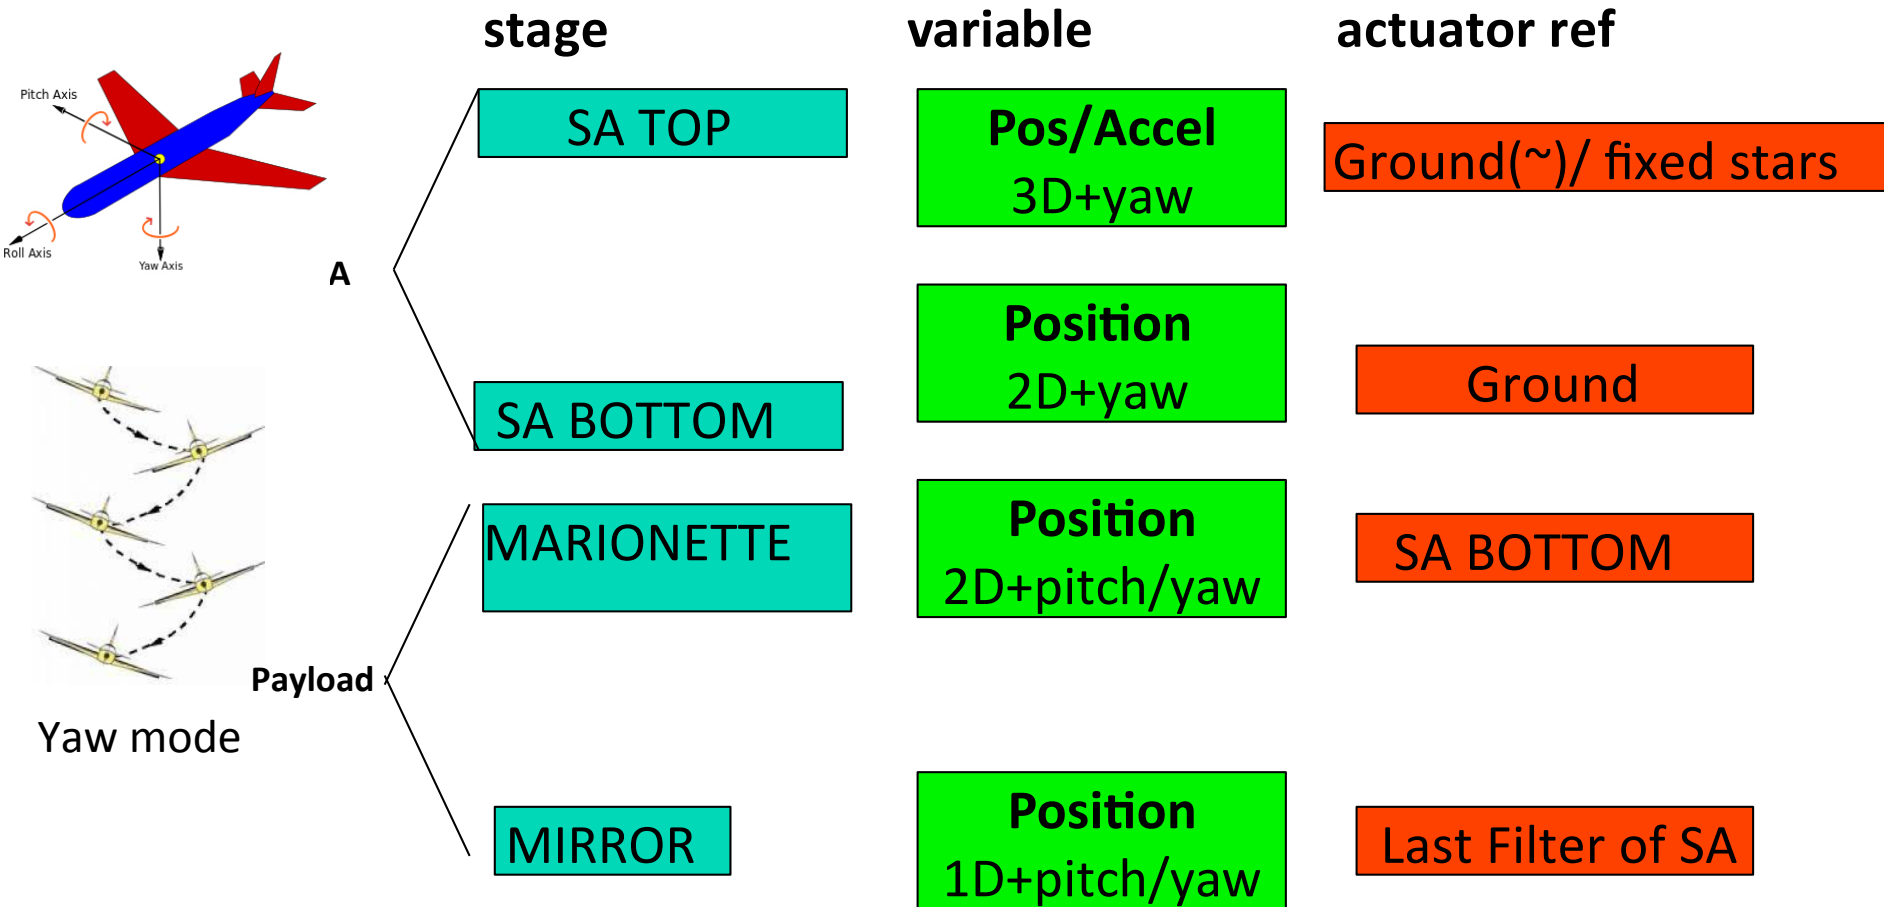 stage variable actuator ref
Pitch Axis
Roll Axis
Yaw Axis
SA TOP
Pos/Accel
3D+yaw
Ground(~)/ fixed stars
A
SA BOTTOM
Position
2D+yaw
Ground
MARIONETTE
Position
2D+pitch/yaw
SA BOTTOM
Payload
Yaw mode
MIRROR
Position
1D+pitch/yaw
Last Filter of SA